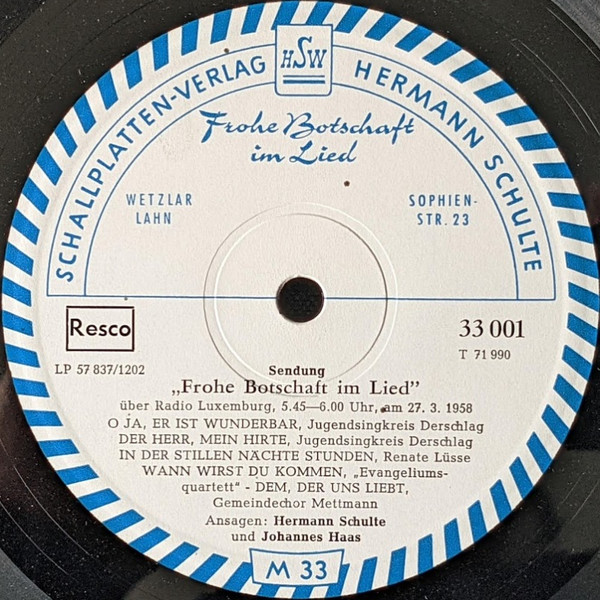 HSW
SCHALLPLATTEN-VERLAG HERMANN SCHULTE
Frohe Botschaft
im Lied
WETZLAR
LAHN
SOPHIEN-
STR. 23
Resco
33 001
LP 57 837/1202
T 71 990
Sendung
„Frohe Botschaft im Lied”
über Radio Luxemburg, 5.45—6.00 Uhr, am 27. 3. 1958
O JA, ER IST WUNDERBAR, Jugendsingkreis Derschlag
DER HERR, MEIN HIRTE, Jugendsingkreis Derschlag
IN DER STILLEN NÄCHTE STUNDEN, Renate Lüsse
WANN WIRST DU KOMMEN, „Evangeliums-
quartett" - DEM, DER UNS LIEBT,
Gemeindechor Mettmann
Ansagen: Hermann Schulte
und Johannes Haas
M 33